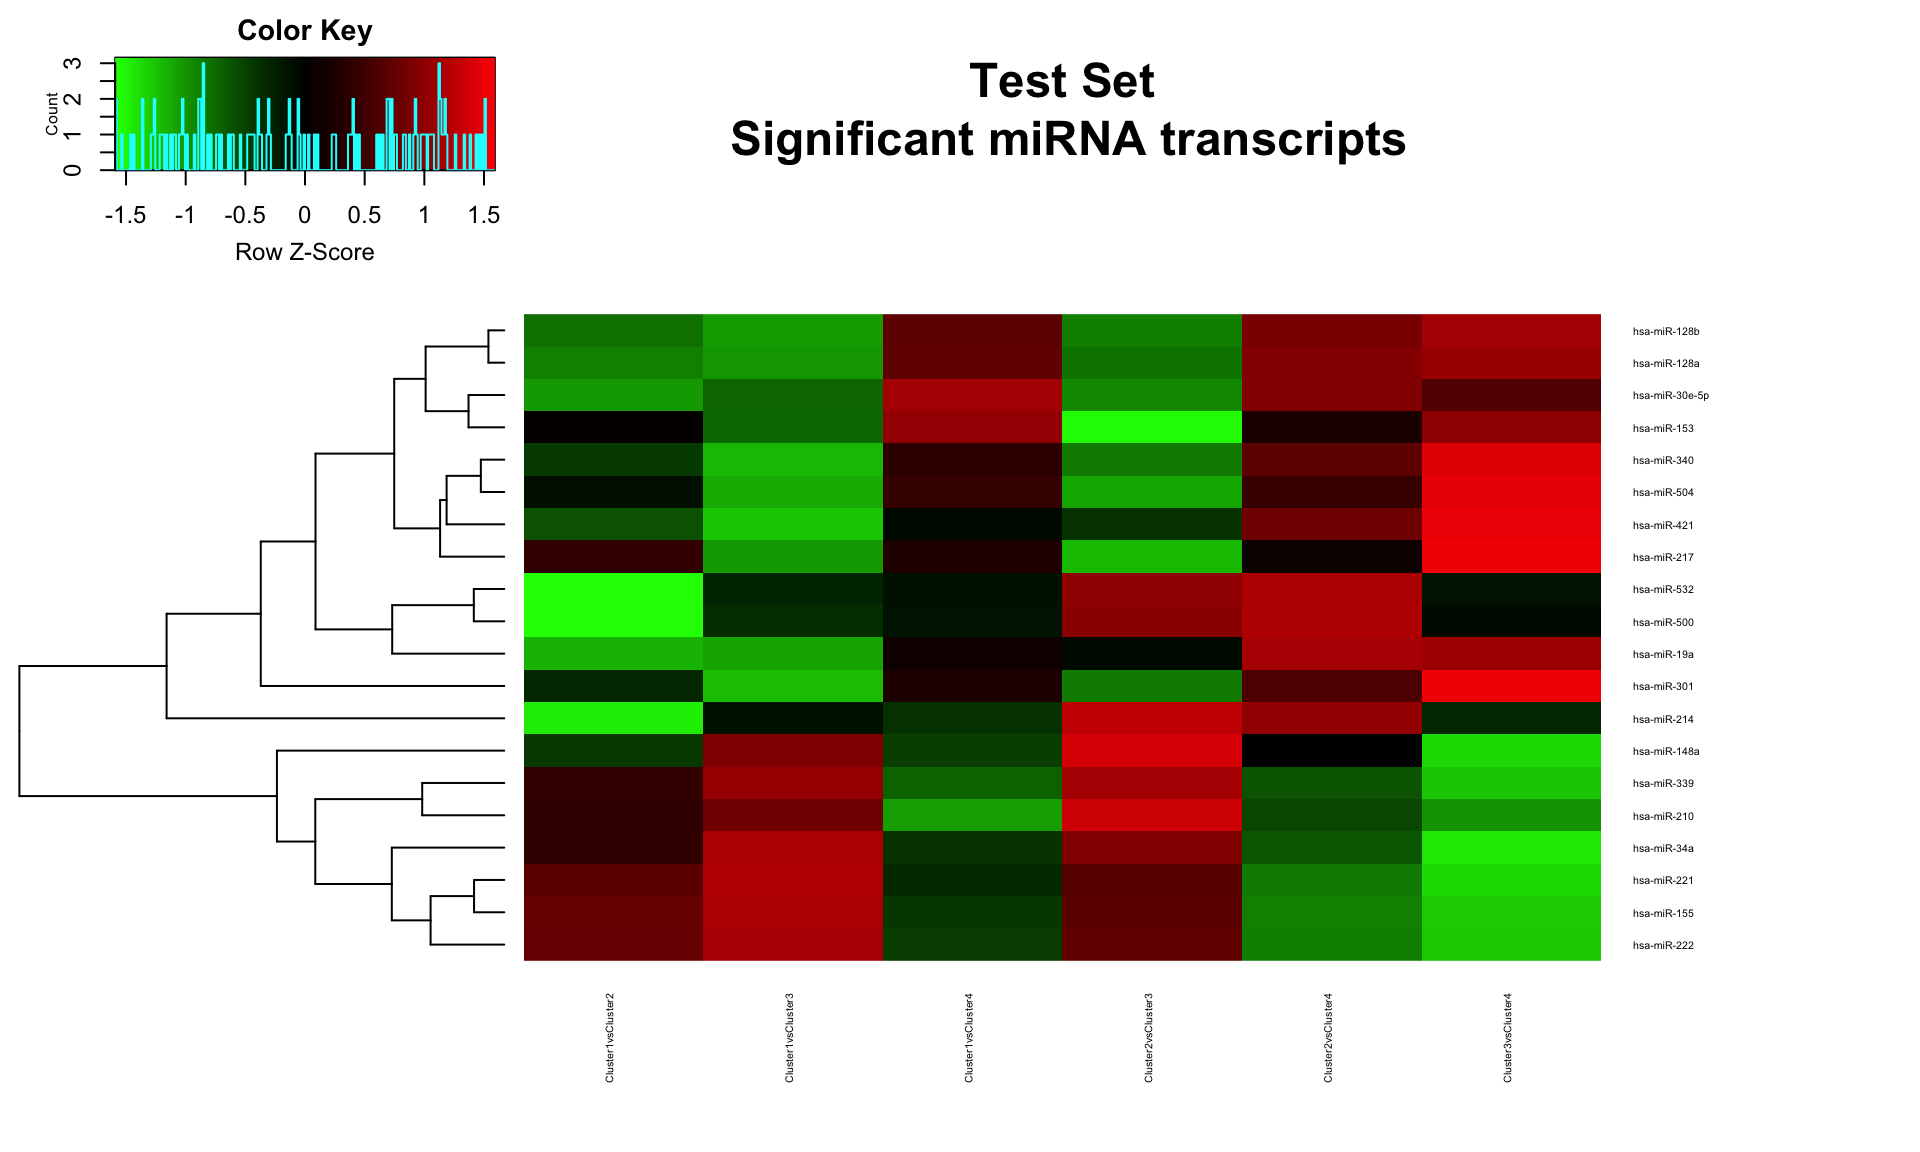 Color Key
Count
0 1 2 3
-1.5 -1 -0.5 0 0.5 1 1.5
Row Z-Score
Test Set
Significant miRNA transcripts
hsa-miR-128b
hsa-miR-128a
hsa-miR-30e-5p
hsa-miR-153
hsa-miR-340
hsa-miR-504
hsa-miR-421
hsa-miR-217
hsa-miR-532
hsa-miR-500
hsa-miR-19a
hsa-miR-301
hsa-miR-214
hsa-miR-148a
hsa-miR-339
hsa-miR-210
hsa-miR-34a
hsa-miR-221
hsa-miR-155
hsa-miR-222
Cluster1vsCluster2
Cluster1vsCluster3
Cluster1vsCluster4
Cluster2vsCluster3
Cluster2vsCluster4
Cluster3vsCluster4